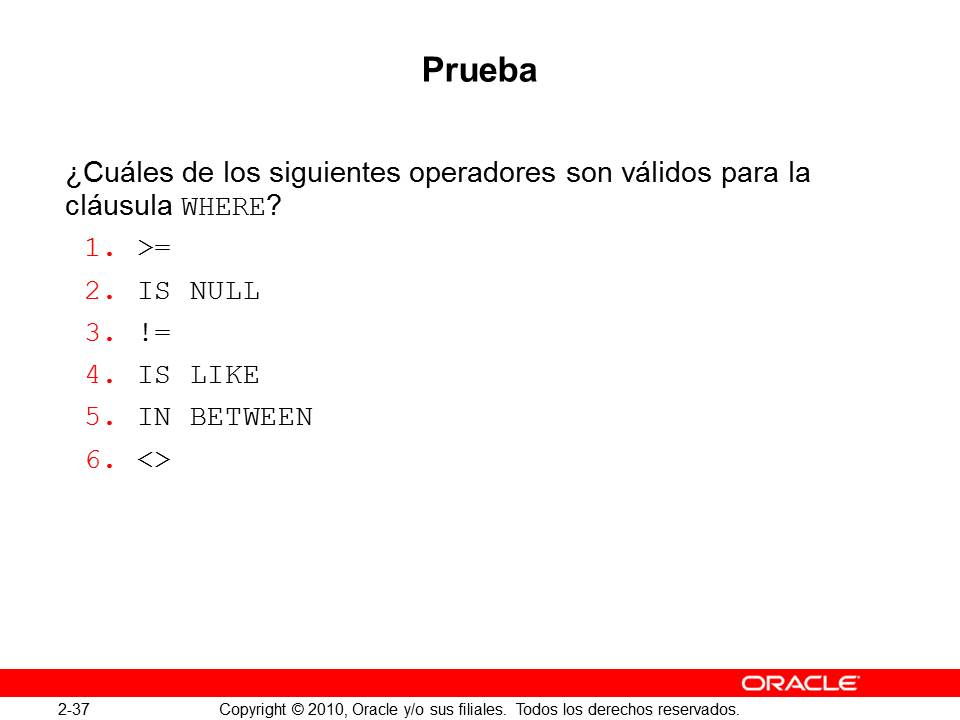 Prueba
¿Cuáles de los siguientes operadores son válidos para la
cláusula WHERE?
1. >=
2. IS NULL
3. !=
4. IS LIKE
5. IN BETWEEN
6. <>
ORACLE
2-37 Copyright © 2010, Oracle y/o sus filiales. Todos los derechos reservados.